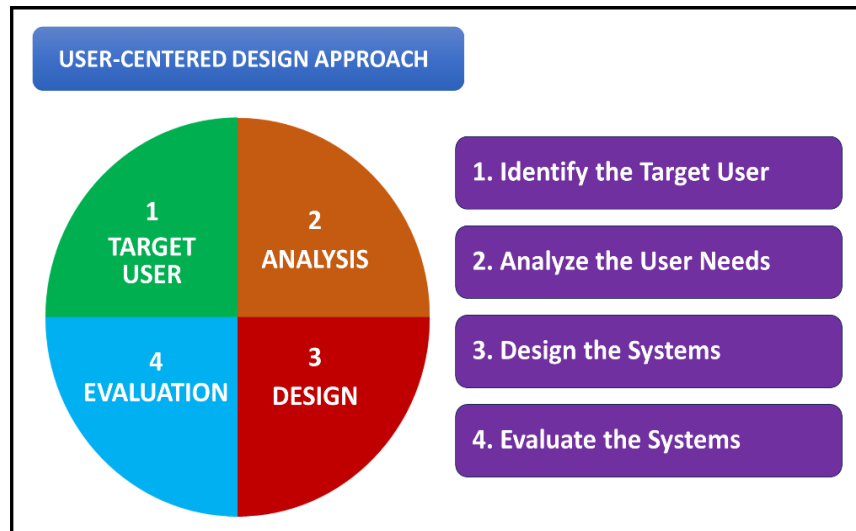 USER-CENTERED DESIGN APPROACH
1
TARGET
USER
2
ANALYSIS
3
DESIGN
4
EVALUATION
1. Identify the Target User
2. Analyze the User Needs
3. Design the Systems
4. Evaluate the Systems